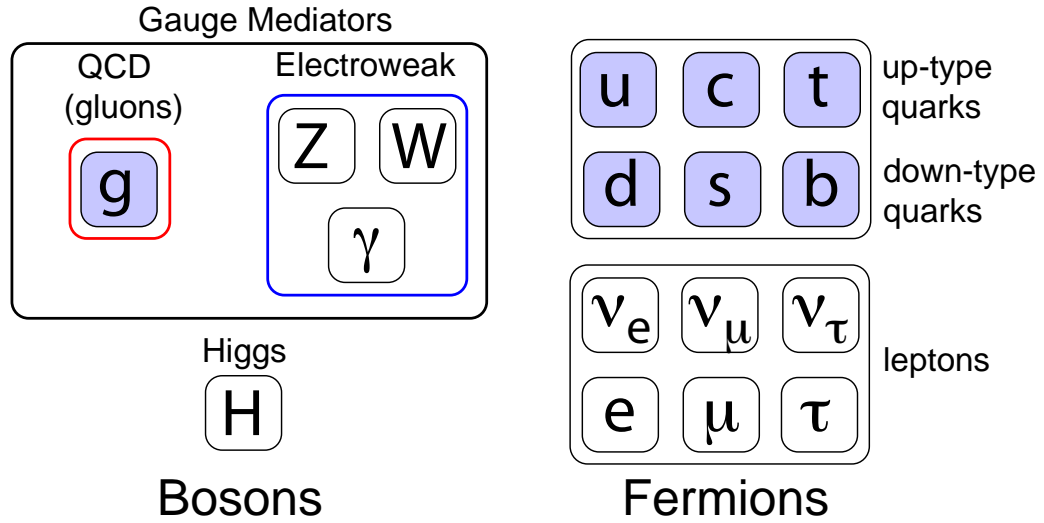 Gauge Mediators
QCD
(gluons)
g
Electroweak
Z W
γ
Higgs
H
Bosons
u c t
up-type
quarks
d s b
down-type
quarks
νe νμ ντ
e μ τ
leptons
Fermions